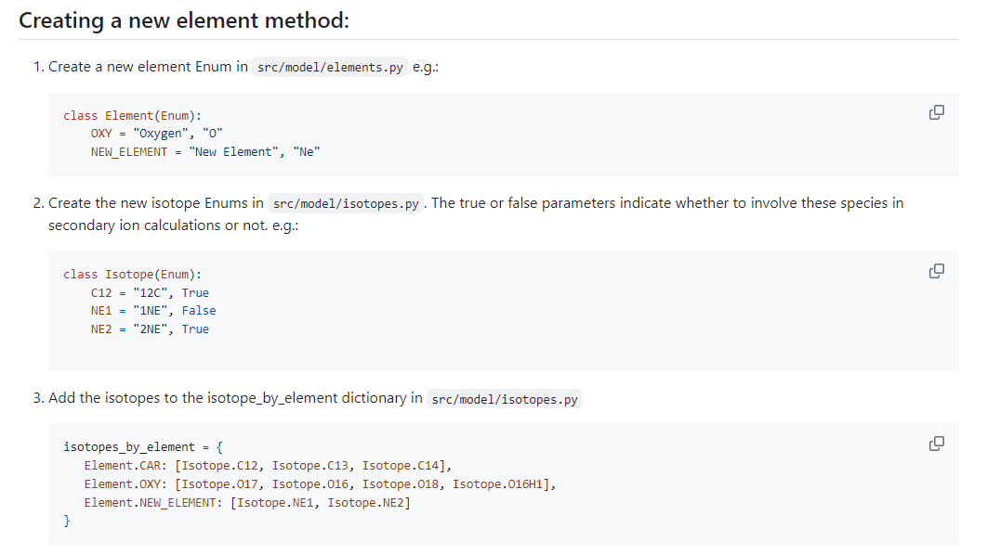 Creating a new element method:
1. Create a new element Enum in src/model/elements.py e.g.:
class Element(Enum):
    OXY = "Oxygen", "O"
    NEW_ELEMENT = "New Element", "Ne"
2. Create the new isotope Enums in src/model/isotopes.py. The true or false parameters indicate whether to involve these species in
secondary ion calculations or not. e.g.:
class Isotope(Enum):
    C12 = "12C", True
    NE1 = "1NE", False
    NE2 = "2NE", True
3. Add the isotopes to the isotope_by_element dictionary in src/model/isotopes.py
isotopes_by_element = {
   Element.CAR: [Isotope.C12, Isotope.C13, Isotope.C14],
   Element.OXY: [Isotope.O17, Isotope.O16, Isotope.O18, Isotope.O16H1],
   Element.NEW_ELEMENT: [Isotope.NE1, Isotope.NE2]
}